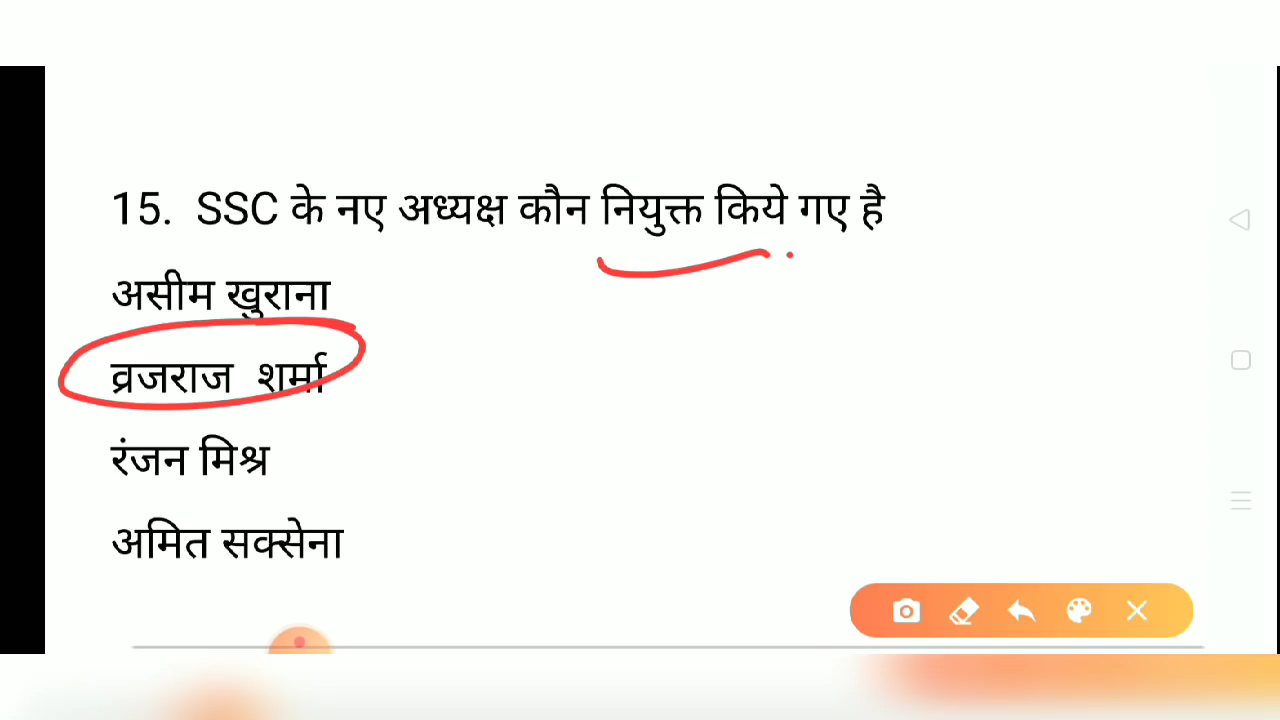 15. SSC के नए अध्यक्ष कौन नियुक्त किये गए है
असीम खुराना
व्रजराज शर्मा
रंजन मिश्र
अमित सक्सेना